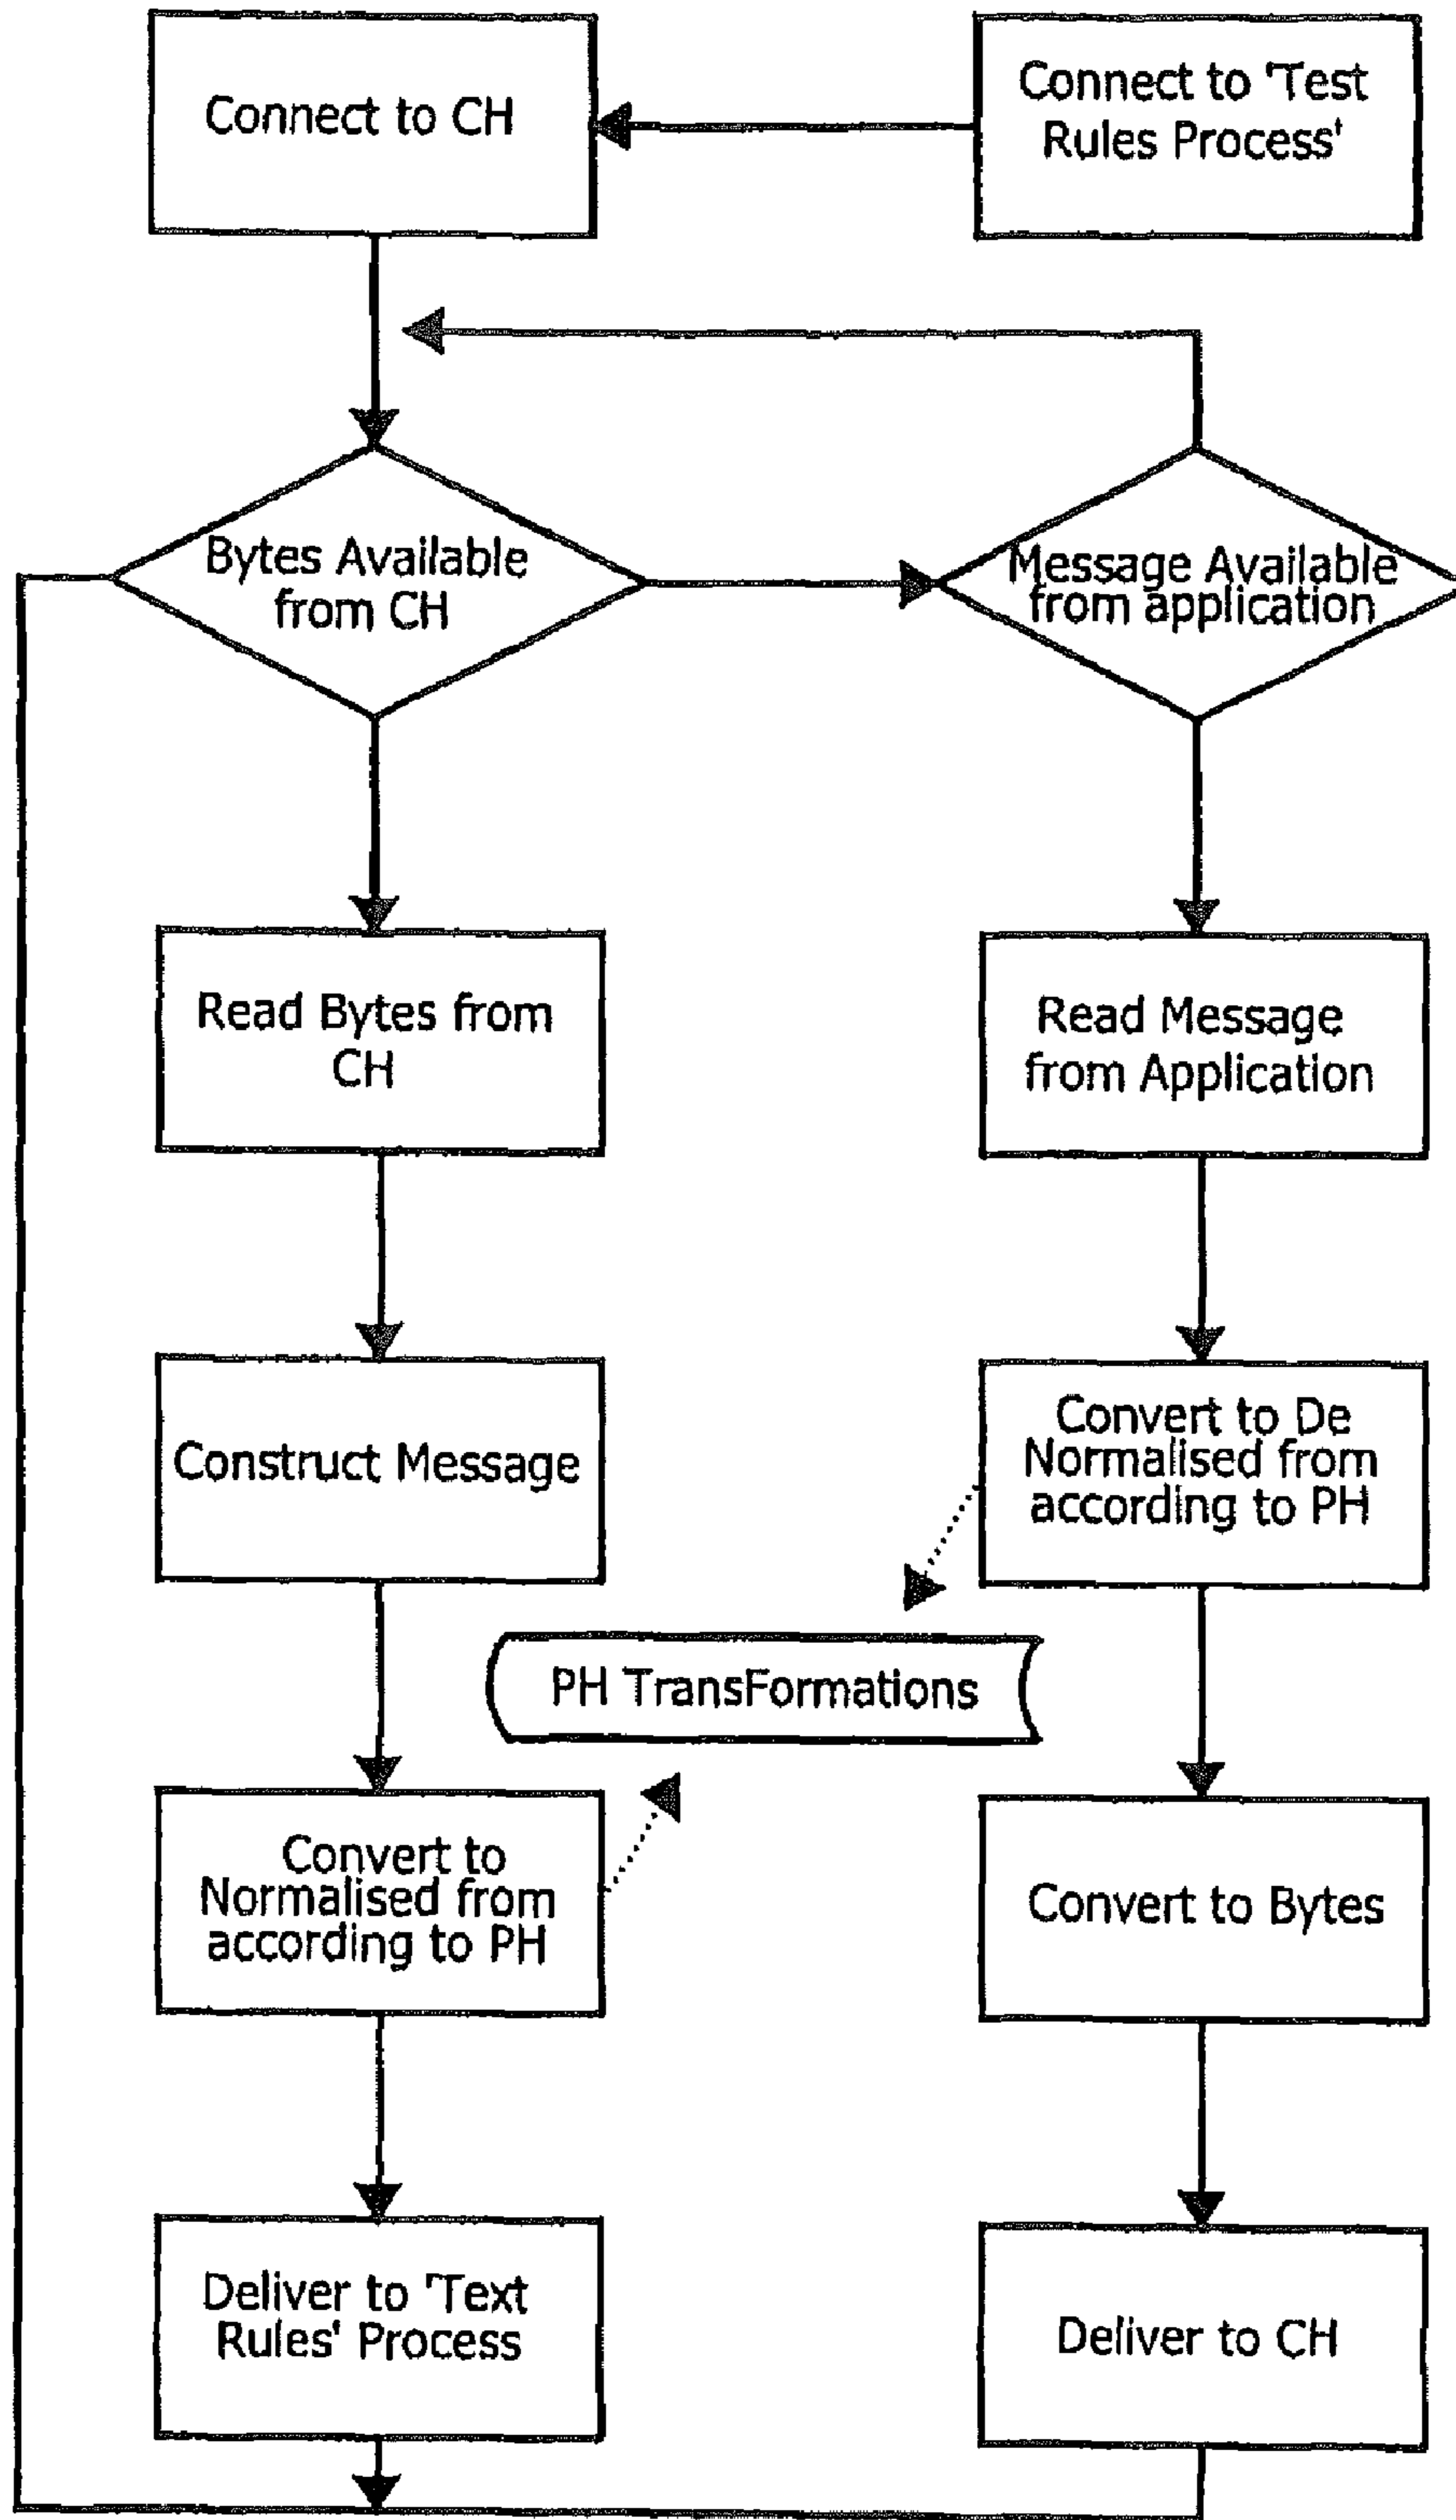 Connect to CH
Connect to 'Test
Rules Process'
Bytes Available
from CH
Message Available
from application
Read Bytes from
CH
Read Message
from Application
Construct Message
Convert to De
Normalised from
according to PH
PH TransFormations
Convert to
Normalised from
according to PH
Convert to Bytes
Deliver to 'Text
Rules' Process
Deliver to CH